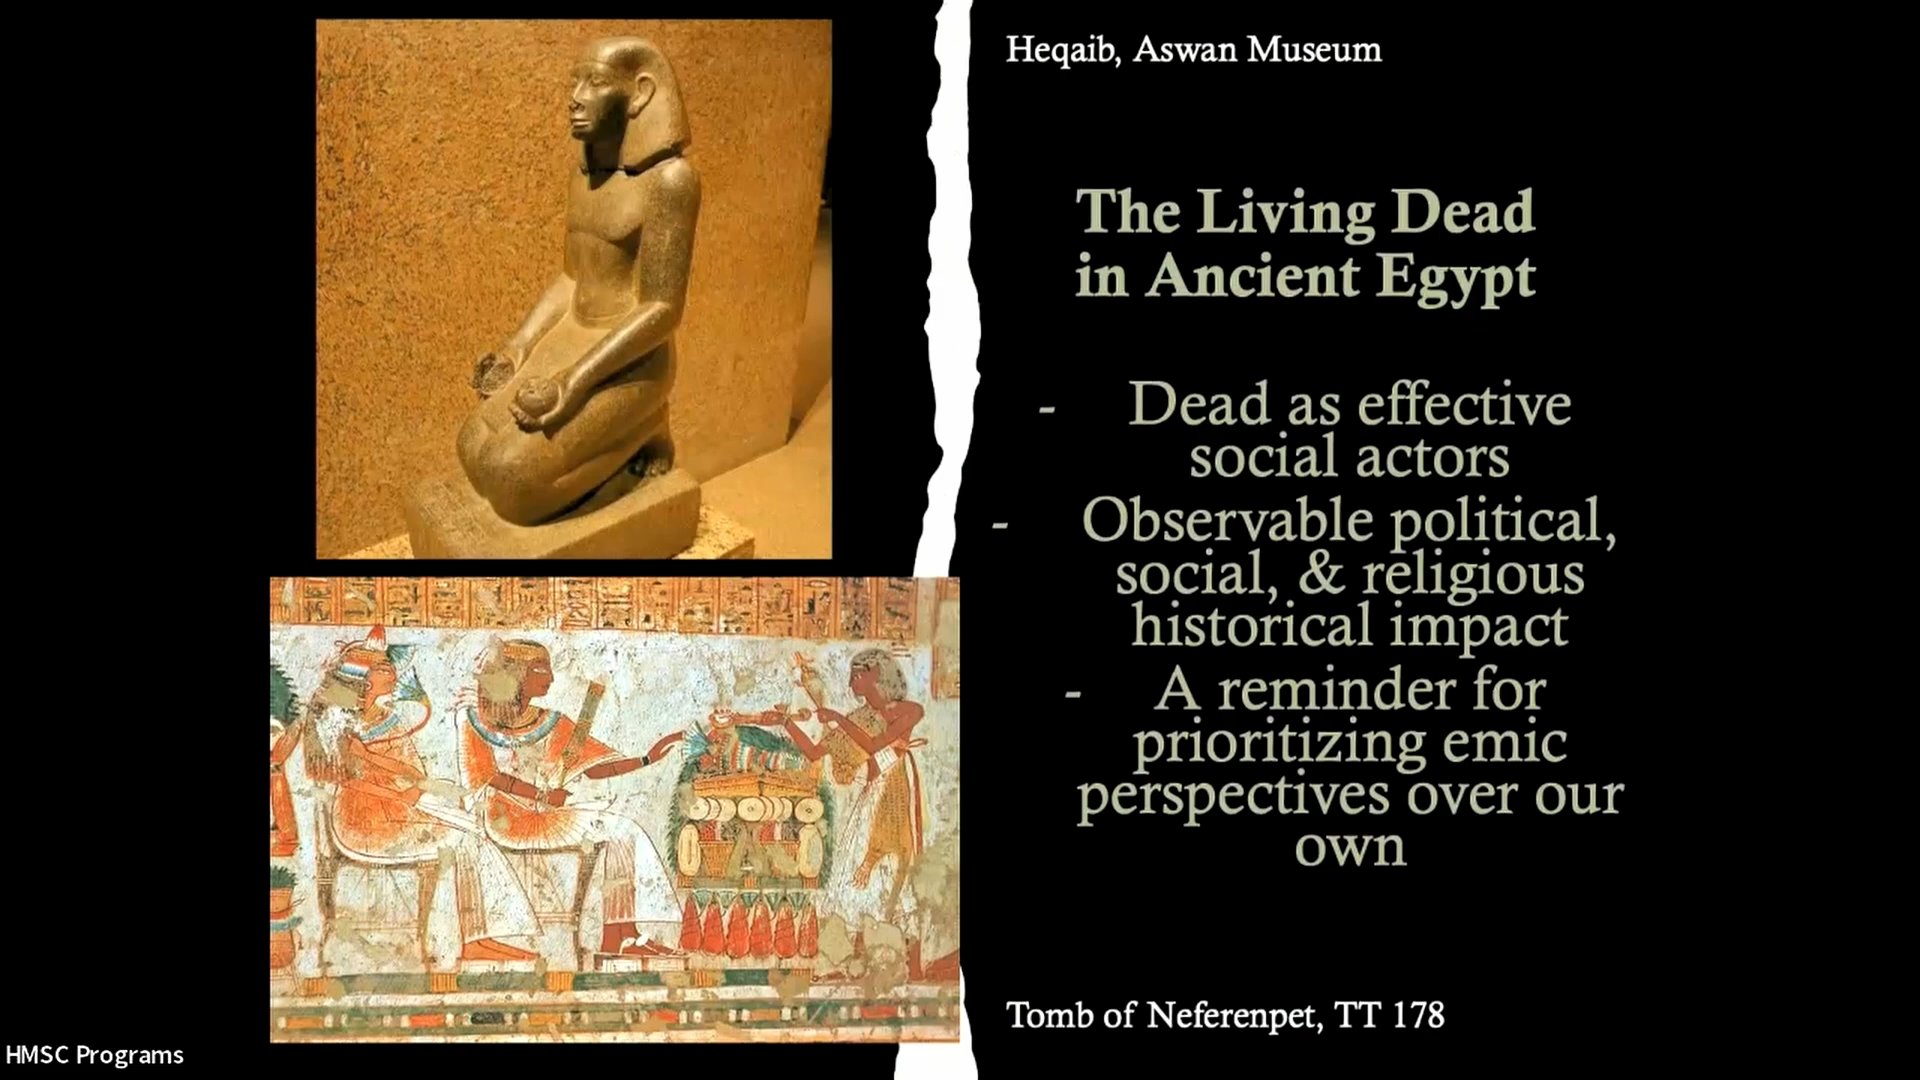 Heqaib, Aswan Museum
The Living Dead
in Ancient Egypt
- Dead as effective
social actors
- Observable political,
social, & religious
historical impact
- A reminder for
prioritizing emic
perspectives over our
own
Tomb of Neferenpet, TT 178
HMSC Programs